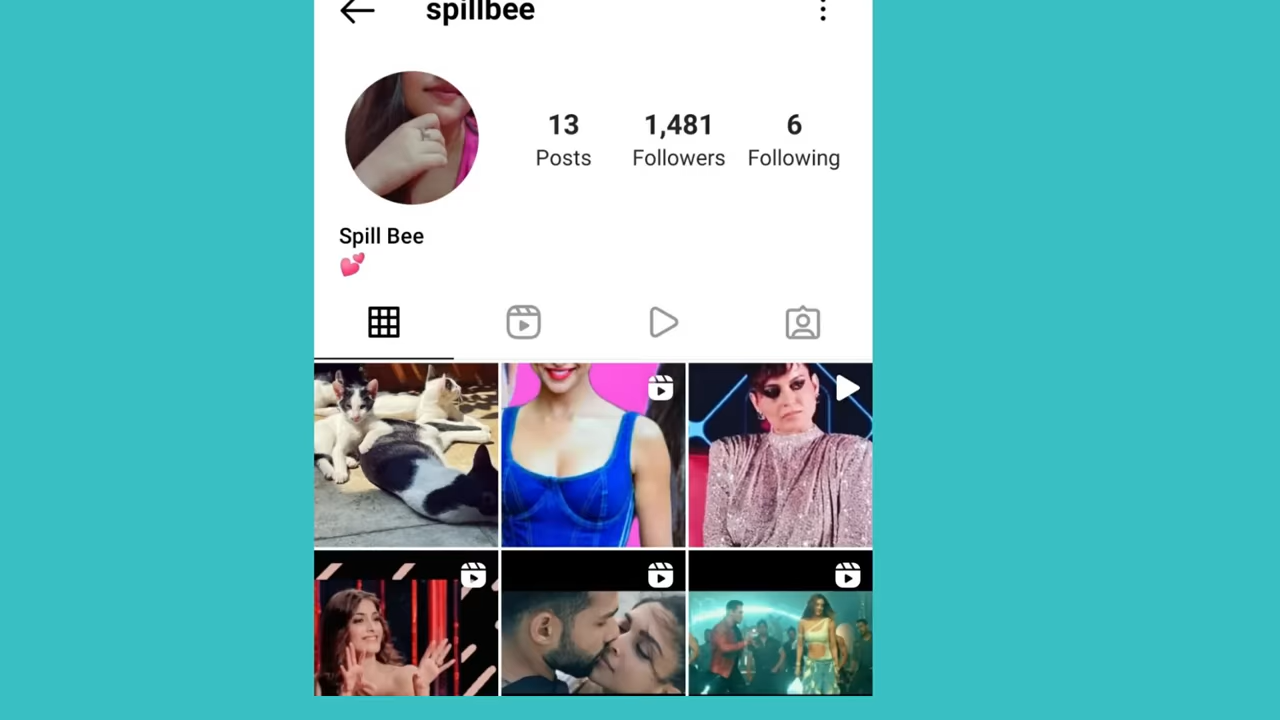 spillbee
13 1,481 6
Posts Followers Following
Spill Bee
💕